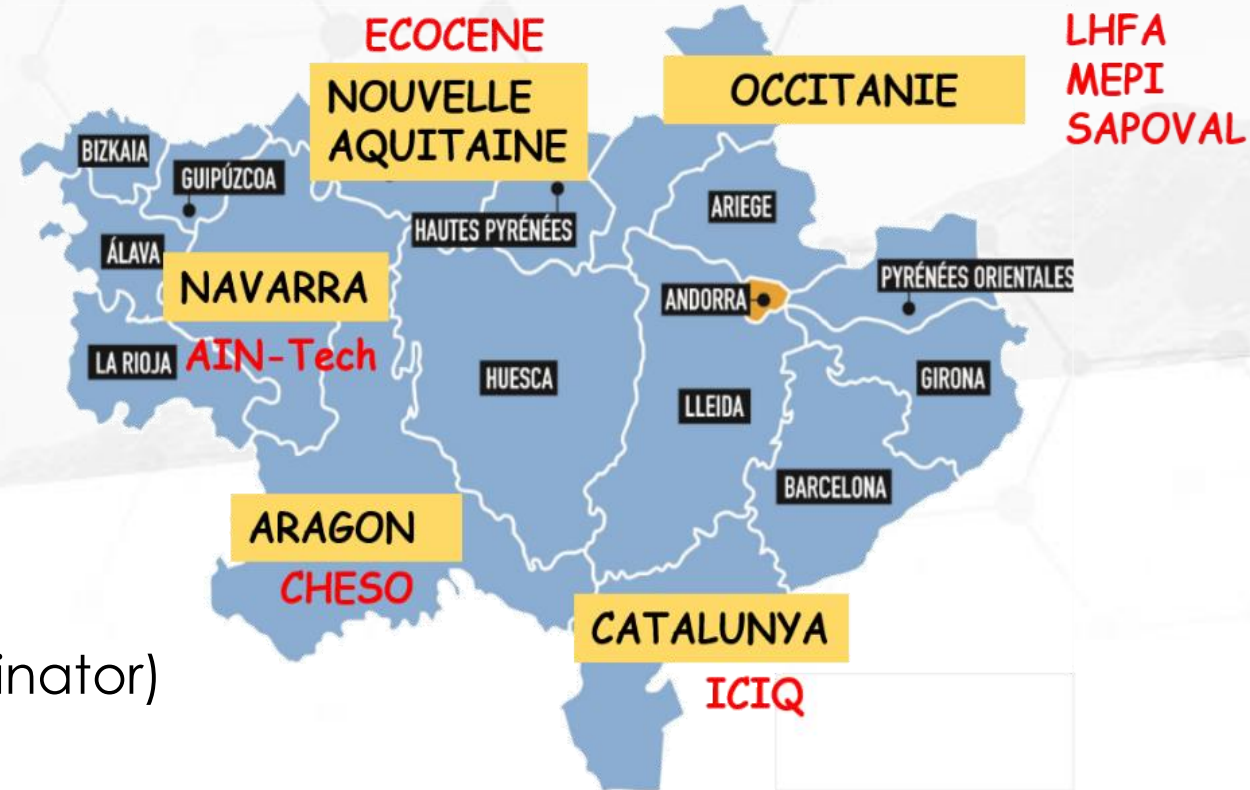 ECOCENE
LHFA
MEPI
SAPOVAL
NOUVELLE
AQUITAINE
OCCITANIE
BIZKAIA
GUIPÚZCOA
ARIEGE
HAUTES PYRÉNÉES
ÁLAVA
NAVARRA
ANDORRA
PYRÉNÉES ORIENTALES
LA RIOJA
AIN-Tech
HUESCA
LLEIDA
GIRONA
BARCELONA
ARAGON
CHESO
CATALUNYA
inator)
ICIQ